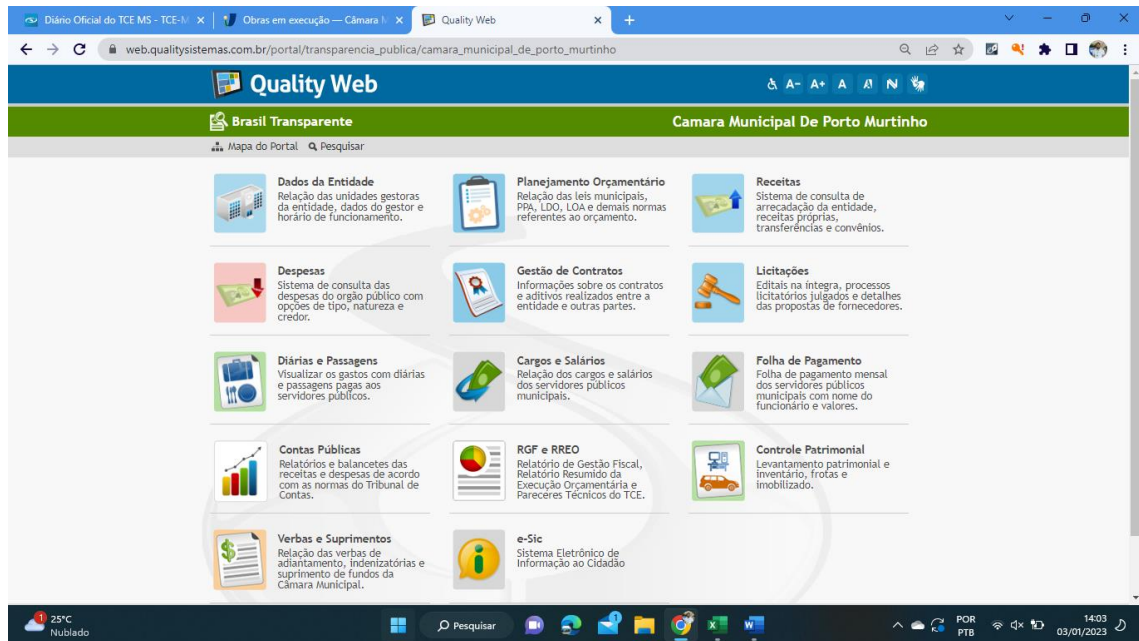 Diário Oficial do TCE MS - TCE-M
Obras em execução — Câmara M
Quality Web
web.qualitysistemas.com.br/portal/transparencia_publica/camara_municipal_de_porto_murtinho
Quality Web
A- A+ A
Brasil Transparente
Camara Municipal De Porto Murtinho
Mapa do Portal Pesquisar
Dados da Entidade
Relação das unidades gestoras
da entidade, dados do gestor e
horário de funcionamento.
Planejamento Orçamentário
Relação das leis municipais,
PPA, LDO, LOA e demais normas
referentes ao orçamento.
Receitas
Sistema de consulta de
arrecadação da entidade,
receitas próprias,
transferências e convênios.
Despesas
Sistema de consulta das
despesas do orgão público com
opções de tipo, natureza e
credor.
Gestão de Contratos
Informações sobre os contratos
e aditivos realizados entre a
entidade e outras partes.
Licitações
Editais na íntegra, processos
licitatórios julgados e detalhes
das propostas de fornecedores.
Diárias e Passagens
Visualizar os gastos com diárias
e passagens pagas aos
servidores públicos.
Cargos e Salários
Relação dos cargos e salários
dos servidores públicos
municipais.
Folha de Pagamento
Folha de pagamento mensal
dos servidores públicos
municipais com nome do
funcionário e valores.
Contas Públicas
Relatórios e balancetes das
receitas e despesas de acordo
com as normas do Tribunal de
Contas.
RGF e RREO
Relatório de Gestão Fiscal,
Relatório Resumido da
Execução Orçamentária e
Pareceres Técnicos do TCE.
Controle Patrimonial
Levantamento patrimonial e
inventário, frotas e
imobilizado.
Verbas e Suprimentos
Relação das verbas de
adiantamento, indenizatórias e
suprimento de fundos da
Câmara Municipal.
e-Sic
Sistema Eletrônico de
Informação ao Cidadão
1
25°C
Nublado
Pesquisar
POR
PTB
14:03
03/01/2023